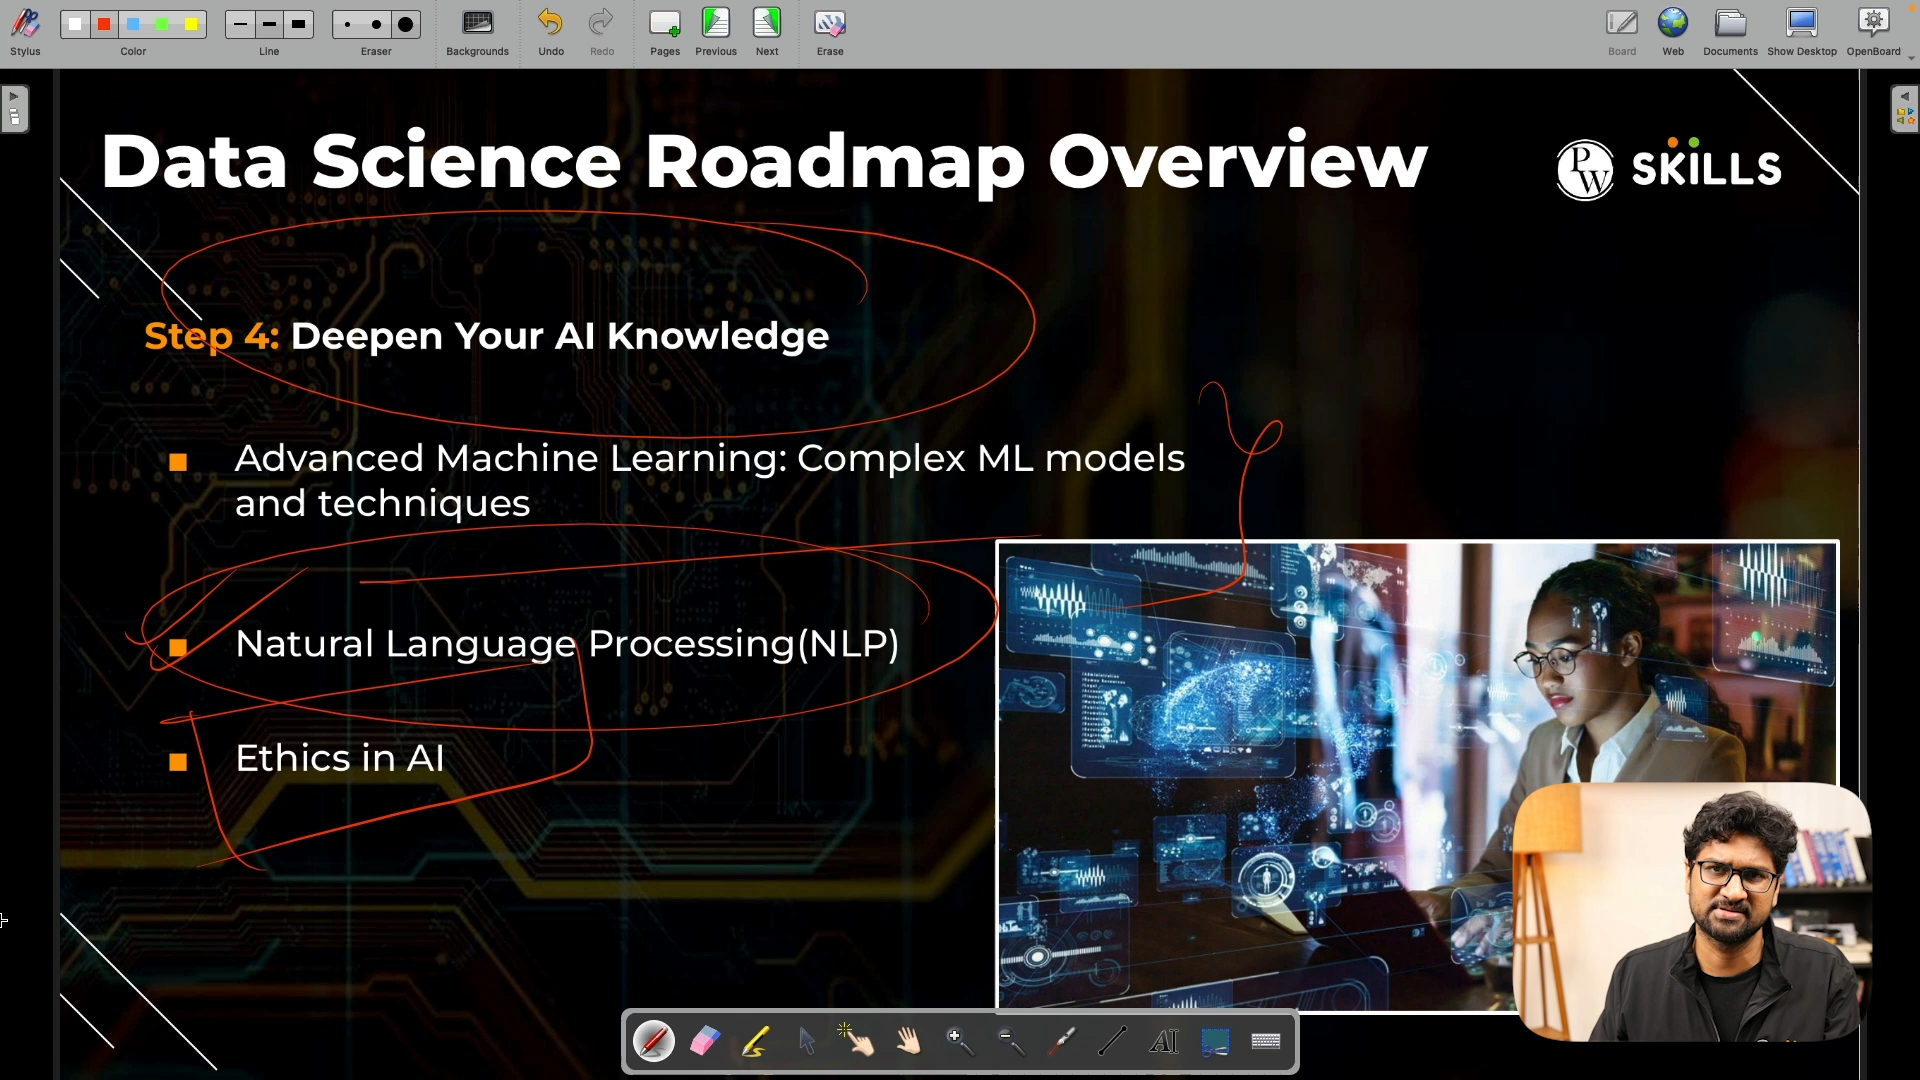 Stylus
Color
Line
Eraser
Backgrounds
Undo
Redo
Pages
Previous
Next
Erase
Board
Web
Documents
Show Desktop
OpenBoard
Data Science Roadmap Overview
PW SKILLS
Step 4: Deepen Your AI Knowledge
Advanced Machine Learning: Complex ML models
and techniques
Natural Language Processing(NLP)
Ethics in AI
AI